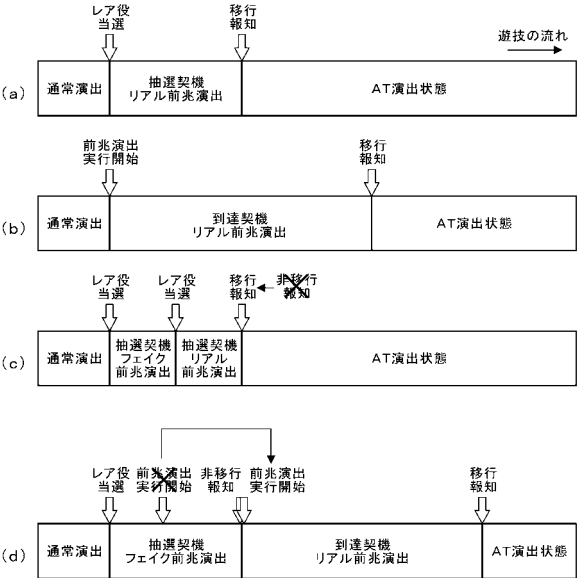 レア役
当選
移行
報知
遊技の流れ
(a)
通常演出
抽選契機
リアル前兆演出
AT演出状態
前兆演出
実行開始
移行
報知
(b)
通常演出
到達契機
リアル前兆演出
AT演出状態
レア役
当選
レア役
当選
移行
報知
非移行
報知
(c)
通常演出
抽選契機
フェイク
前兆演出
抽選契機
リアル
前兆演出
AT演出状態
レア役
当選
前兆演出
実行開始
非移行
報知
前兆演出
実行開始
移行
報知
(d)
通常演出
抽選契機
フェイク前兆演出
到達契機
リアル前兆演出
AT演出状態